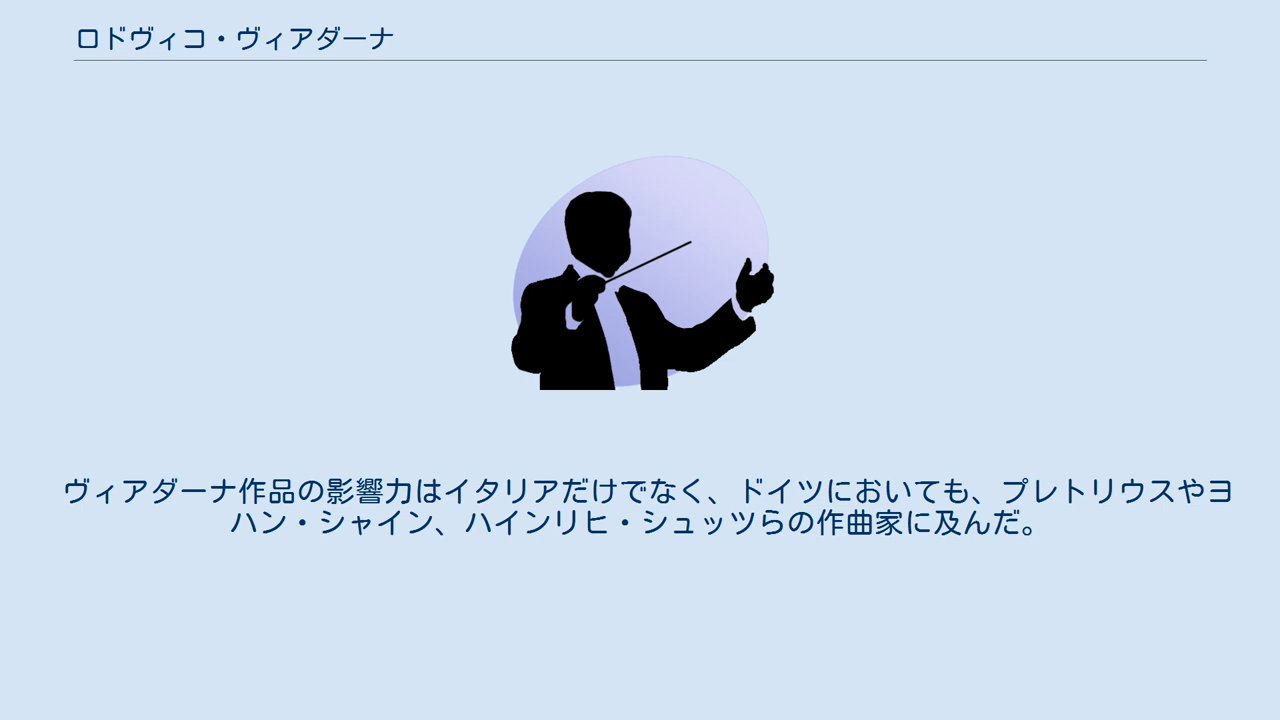 ロドヴィコ・ヴィアダーナ
ヴィアダーナ作品の影響力はイタリアだけでなく、ドイツにおいても、プレトリウスやヨ
ハン・シャイン、ハインリヒ・シュッツらの作曲家に及んだ。